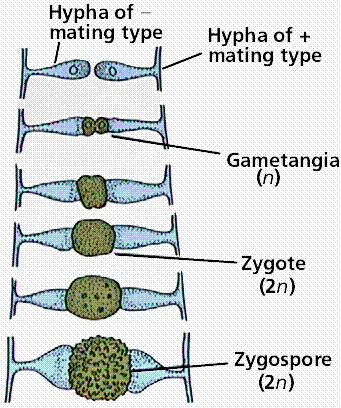 Hypha of –
mating type
Hypha of +
mating type
Gametangia
(n)
Zygote
(2n)
Zygospore
(2n)